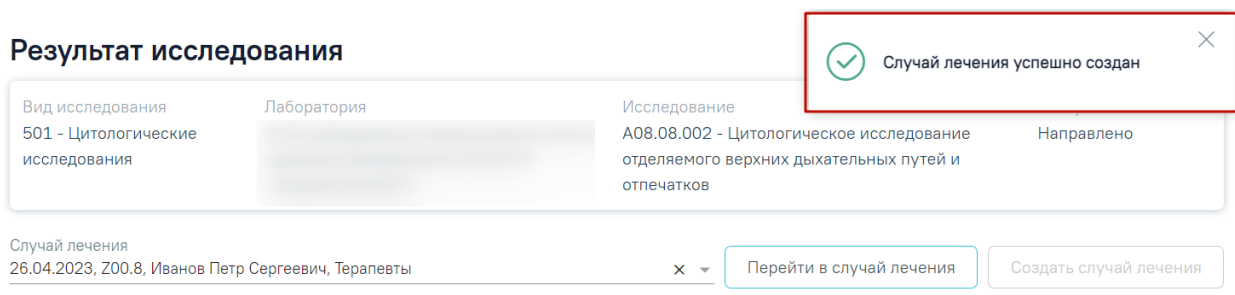 Результат исследования
Случай лечения успешно создан
Вид исследования
501 - Цитологические
исследования
Лаборатория
Исследование
A08.08.002 - Цитологическое исследование
отделяемого верхних дыхательных путей и
отпечатков
Направлено
Случай лечения
26.04.2023, Z00.8, Иванов Петр Сергеевич, Терапевты
Перейти в случай лечения
Создать случай лечения